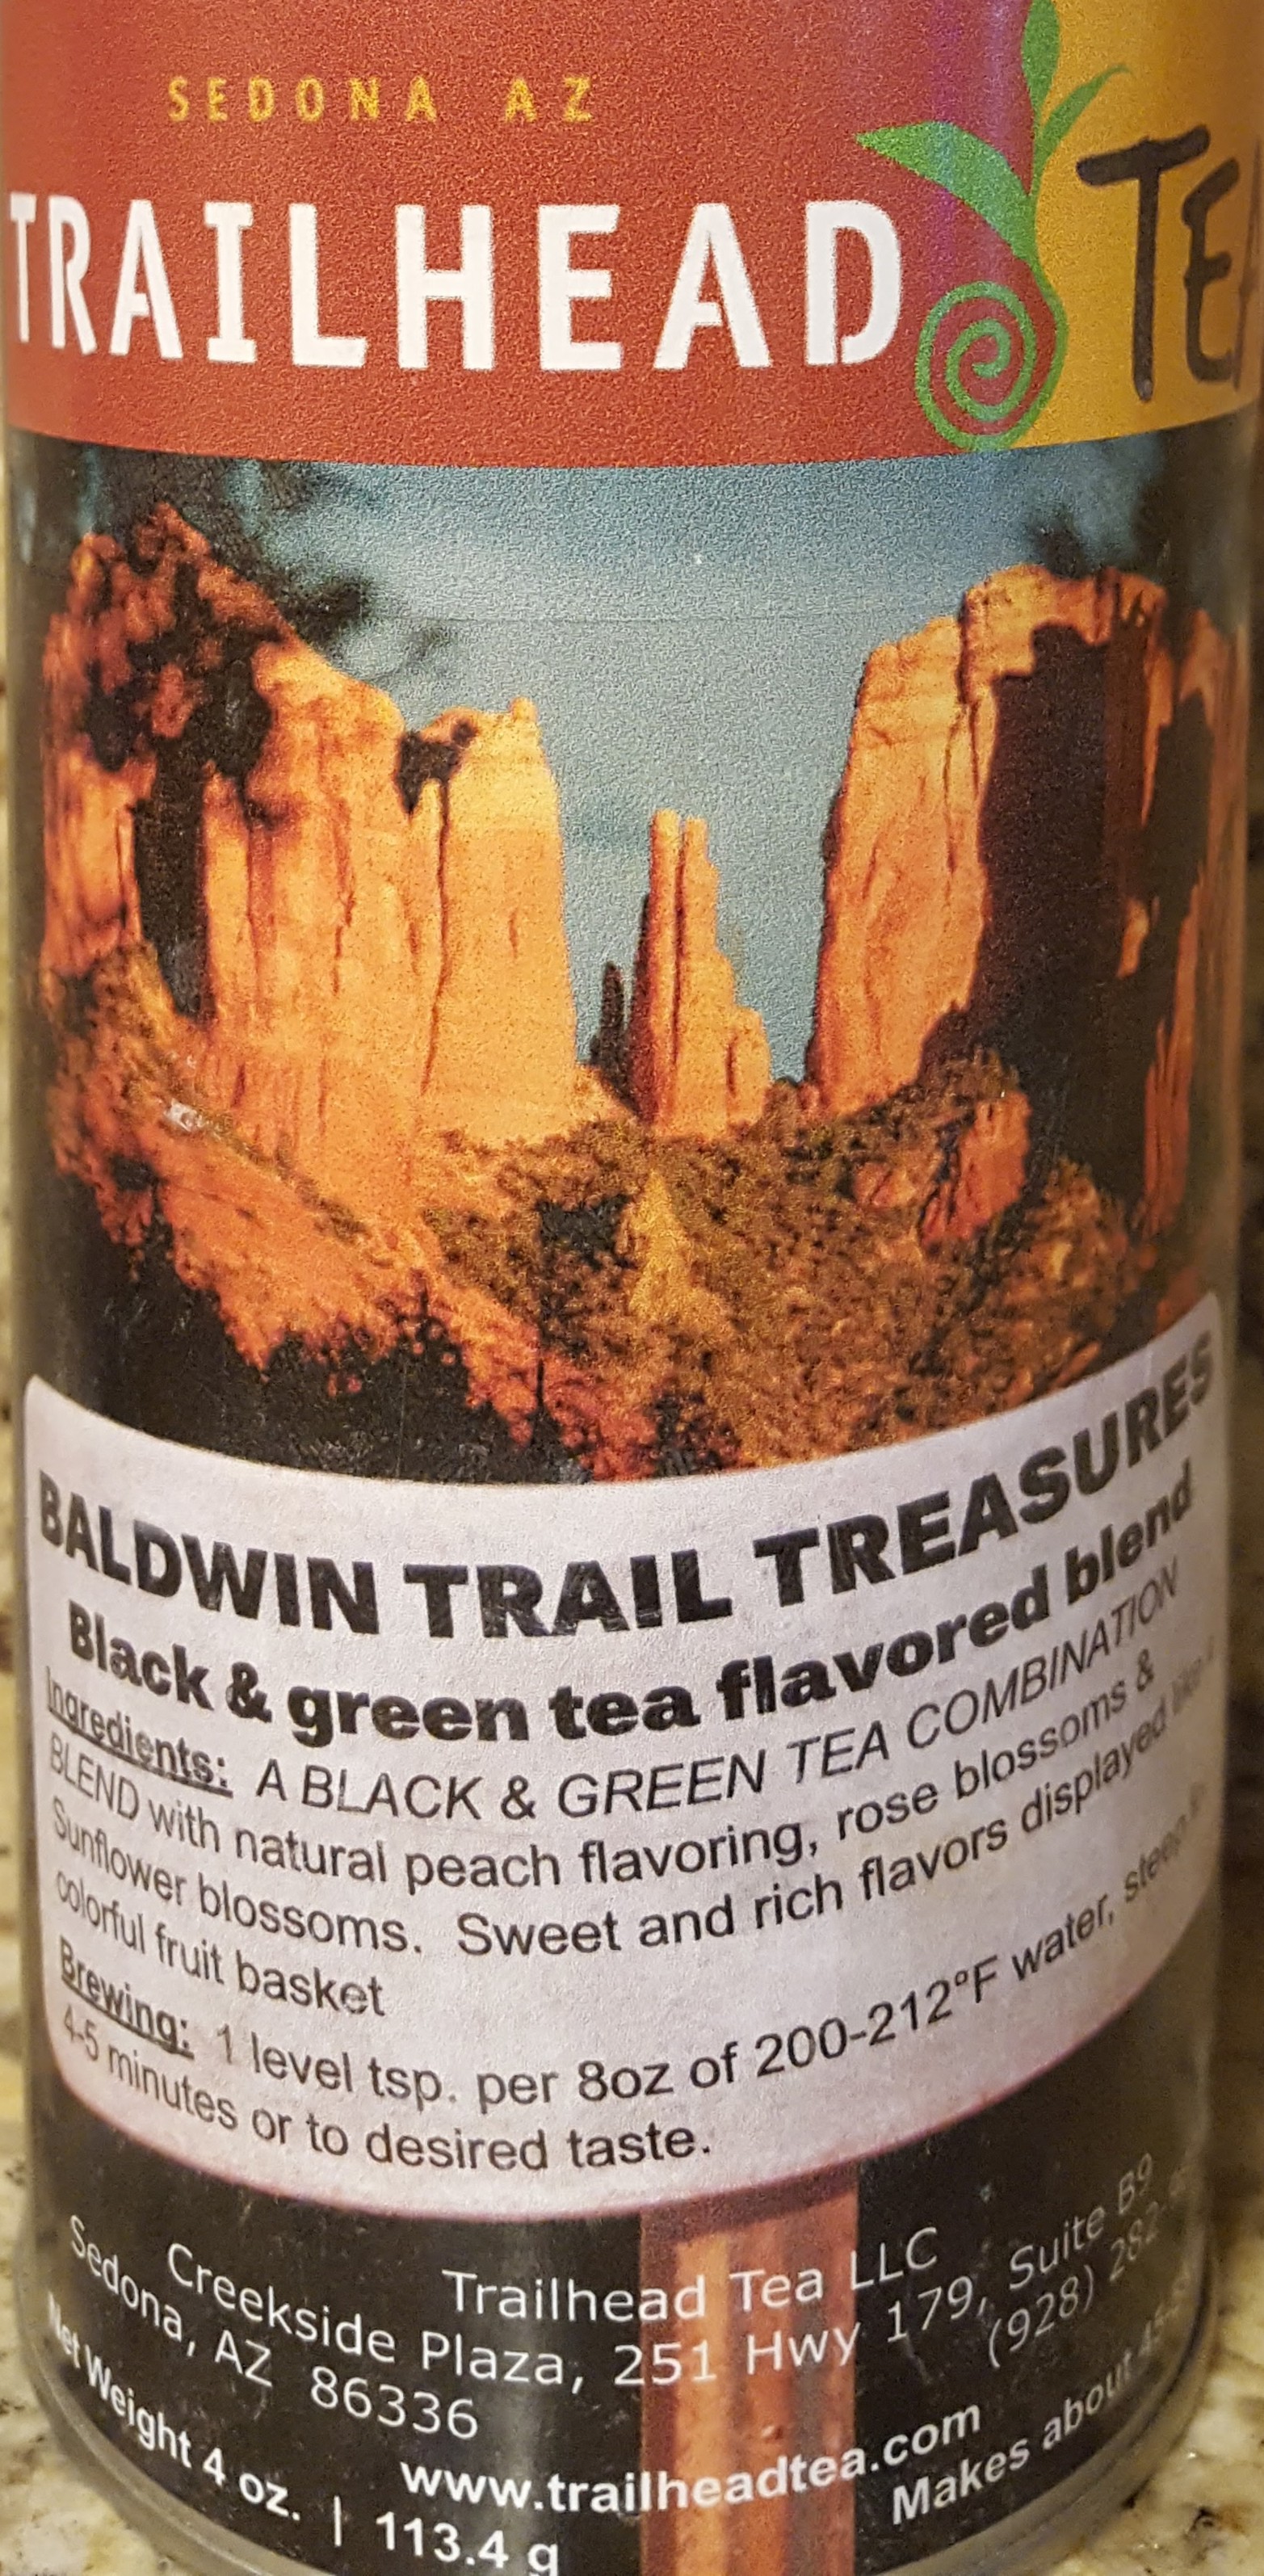 SEDONA AZ
TRAILHEAD TEA
BALDWIN TRAIL TREASURES
Black & green tea flavored blend
Ingredients: A BLACK & GREEN TEA COMBINATION
BLEND with natural peach flavoring, rose blossoms &
Sunflower blossoms. Sweet and rich flavors displayed like a
colorful fruit basket
Brewing: 1 level tsp. per 8oz of 200-212°F water, steep
4-5 minutes or to desired taste.
Trailhead Tea LLC
Creekside Plaza, 251 Hwy 179, Suite B9
Sedona, AZ 86336 (928) 282-
www.trailheadtea.com
Net Weight 4 oz. | 113.4 g Makes about